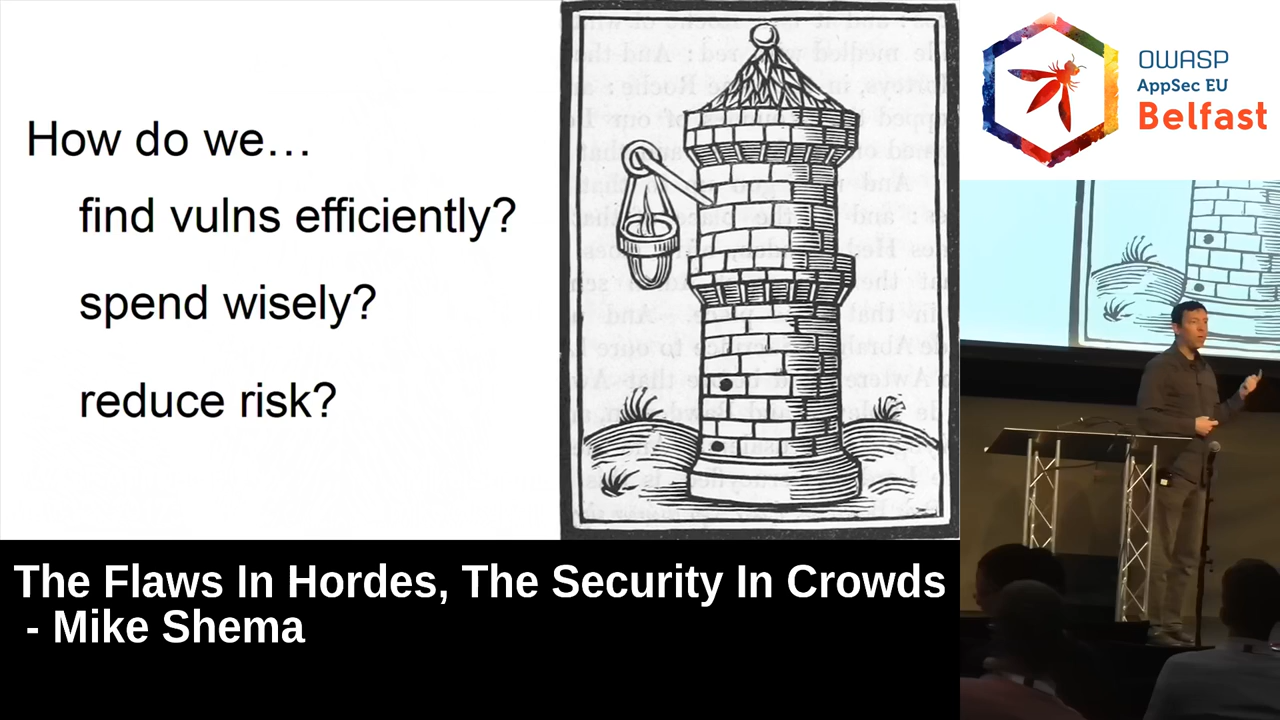 How do we…
find vulns efficiently?
spend wisely?
reduce risk?
OWASP
AppSec EU
Belfast
The Flaws In Hordes, The Security In Crowds
- Mike Shema